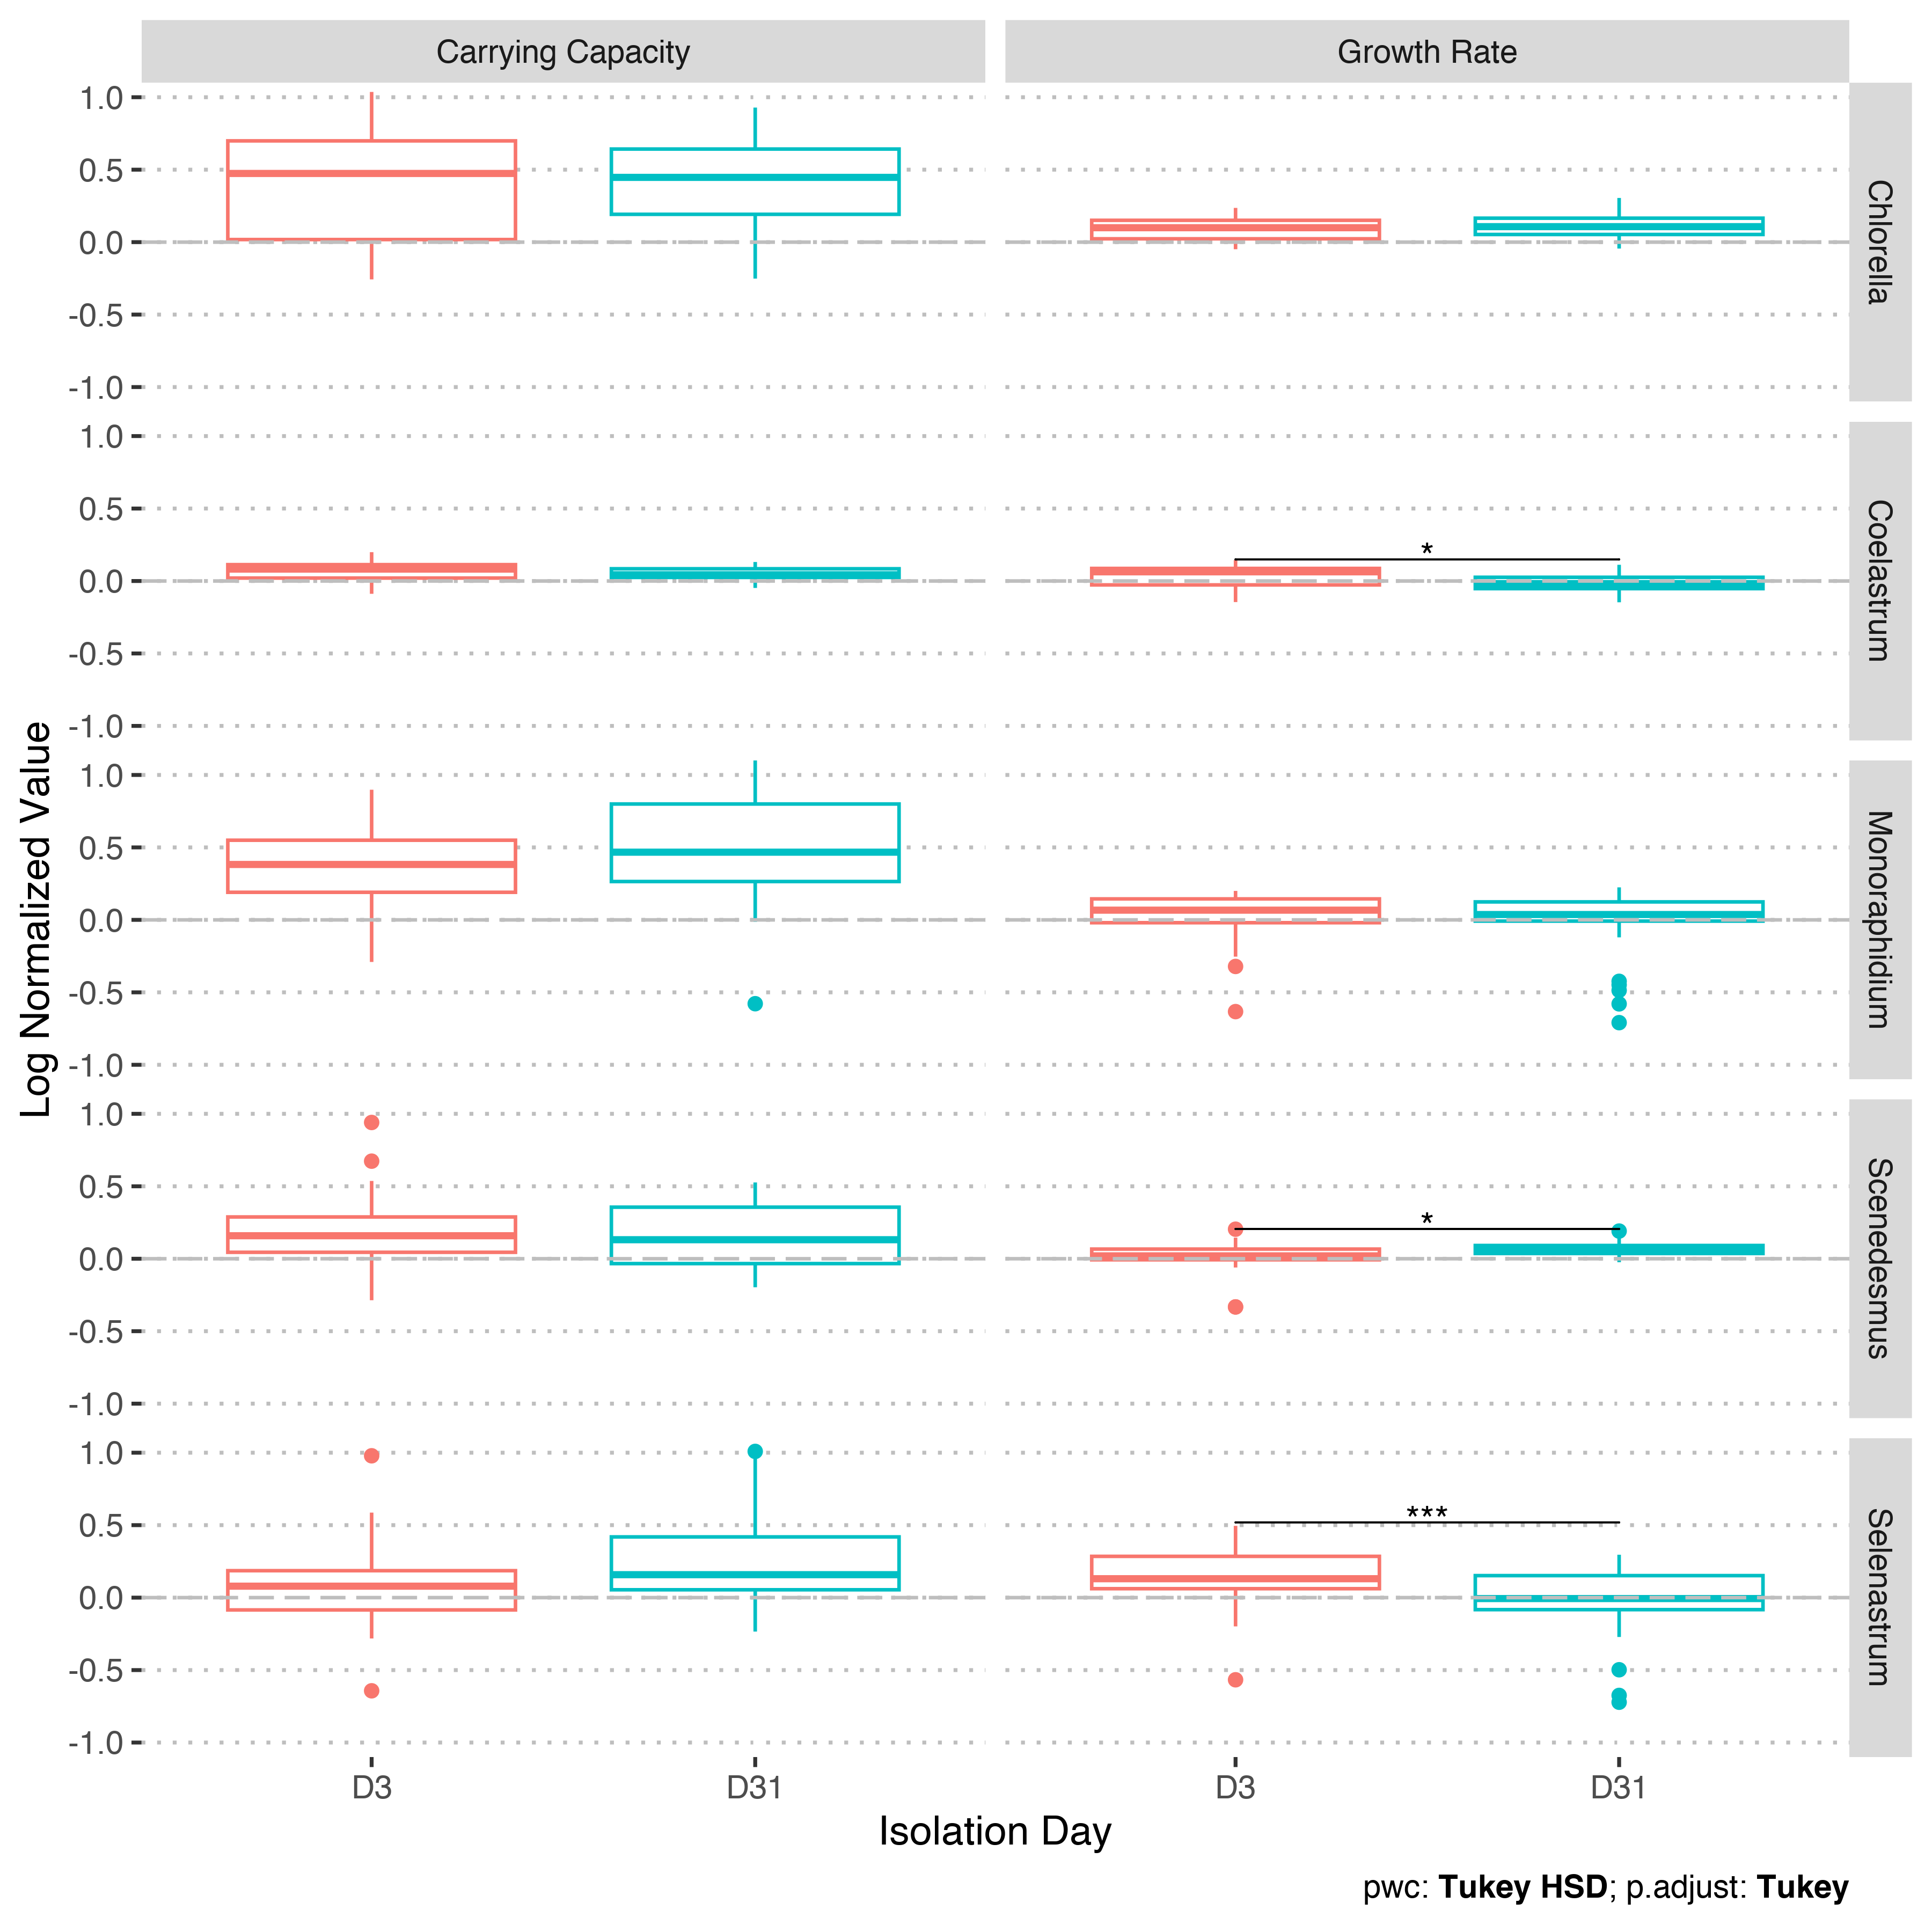 Carrying Capacity
Growth Rate
1.0
0.5
0.0
-0.5
-1.0
Chlorella
1.0
0.5
0.0
-0.5
-1.0
*
Coelastrum
1.0
0.5
0.0
-0.5
-1.0
Monoraphidium
1.0
0.5
0.0
-0.5
-1.0
*
Scenedesmus
1.0
0.5
0.0
-0.5
-1.0
***
Selenastrum
Log Normalized Value
D3
D31
D3
D31
Isolation Day
pwc: Tukey HSD; p.adjust: Tukey